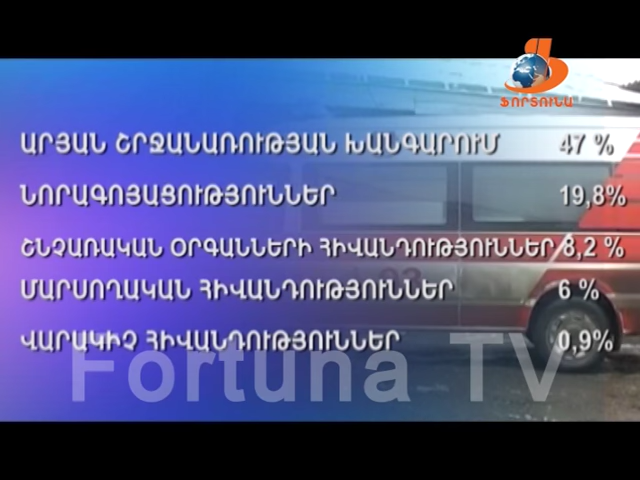 ՖՈՐՏՈՒՆԱ
ԱՐՅԱՆ ՇՐՋԱՆԱՌՈՒԹՅԱՆ ԽԱՆԳԱՐՈՒՄ 47 %
ՆՈՐԱԳՈՅԱՑՈՒԹՅՈՒՆՆԵՐ 19,8%
ՇՆՉԱՌԱԿԱՆ ՕՐԳԱՆՆԵՐԻ ՀԻՎԱՆԴՈՒԹՅՈՒՆՆԵՐ 8,2 %
ՄԱՐՍՈՂԱԿԱՆ ՀԻՎԱՆԴՈՒԹՅՈՒՆՆԵՐ 6 %
ՎԱՐԱԿԻՉ ՀԻՎԱՆԴՈՒԹՅՈՒՆՆԵՐ 0,9%
Fortuna TV